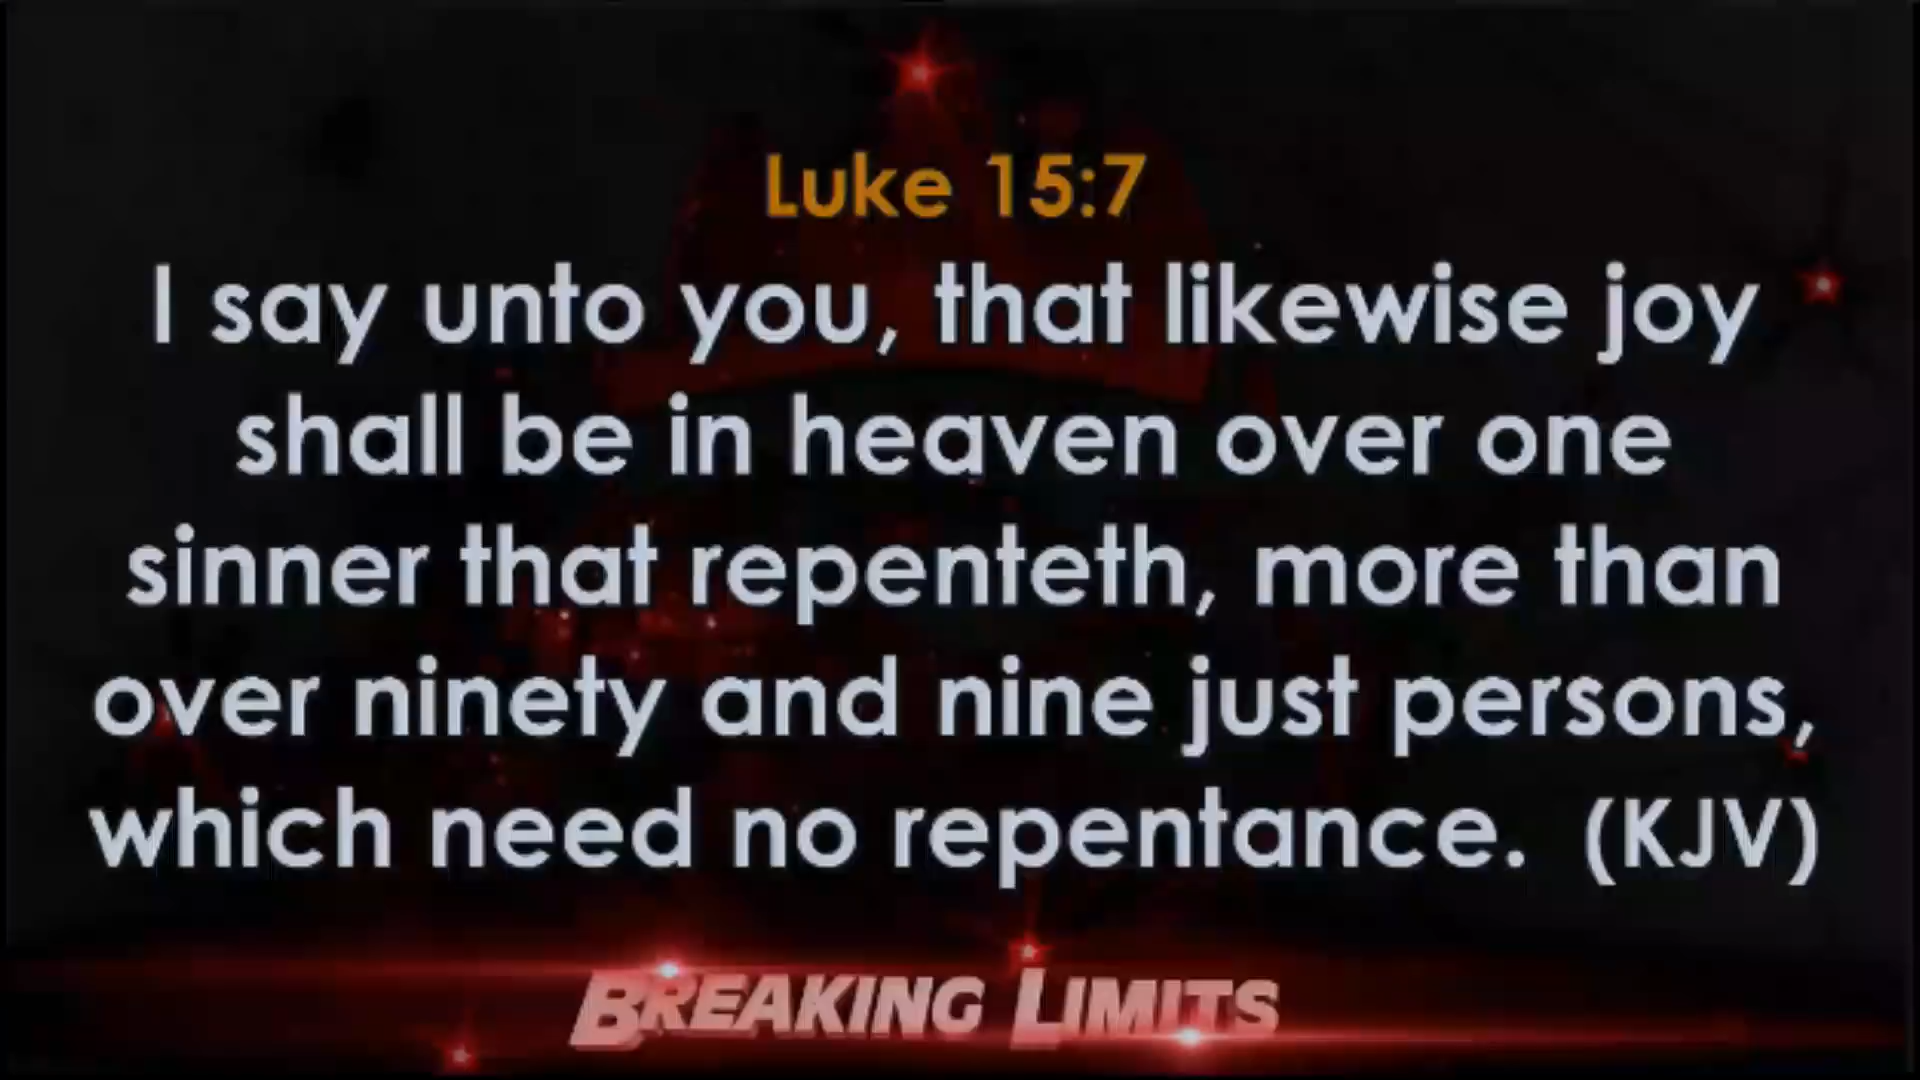 Luke 15:7
I say unto you, that likewise joy
shall be in heaven over one
sinner that repenteth, more than
over ninety and nine just persons,
which need no repentance. (KJV)
BREAKING LIMITS